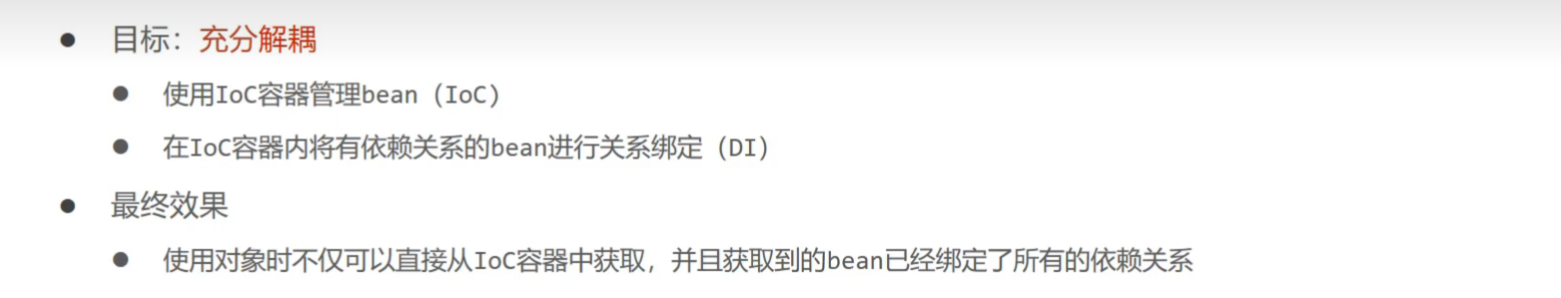 ● 目标：充分解耦
● 使用IoC容器管理bean（IoC）
● 在IoC容器内将有依赖关系的bean进行关系绑定（DI）
● 最终效果
● 使用对象时不仅可以直接从IoC容器中获取，并且获取到的bean已经绑定了所有的依赖关系